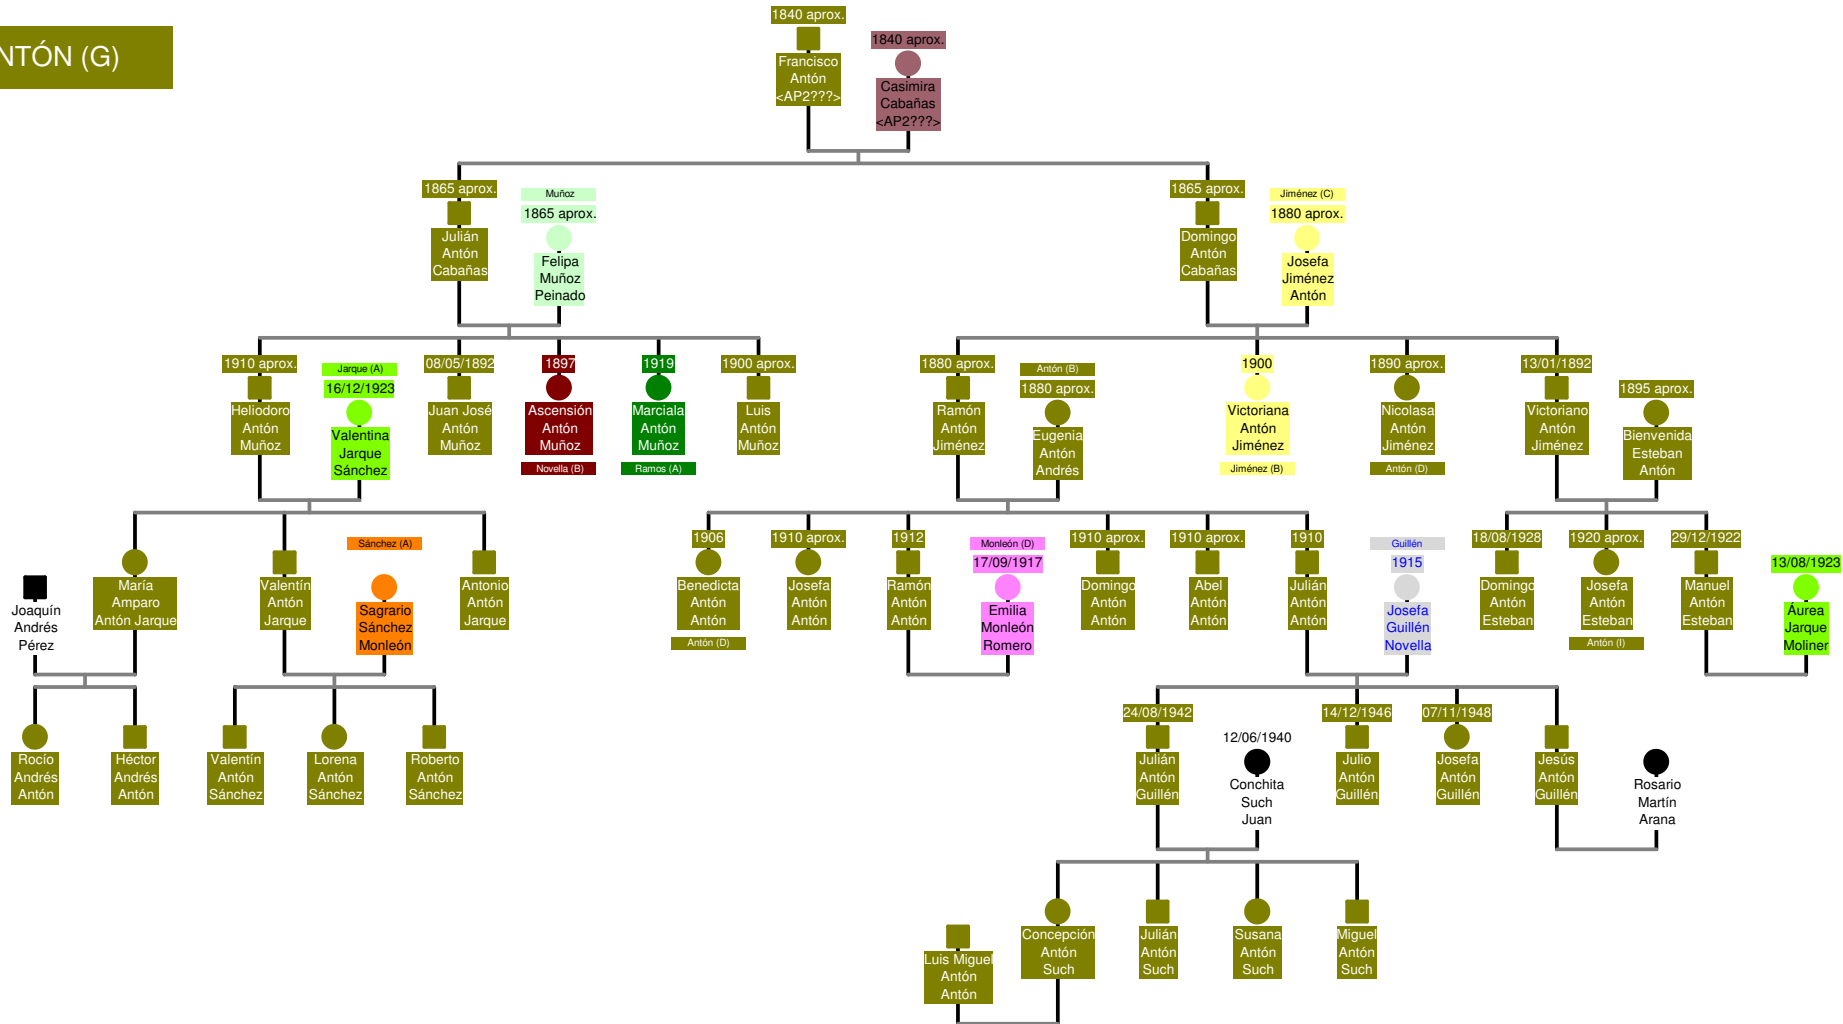 NTÓN (G)
1840 aprox.
Francisco
Antón
<AP2???>
1840 aprox.
Casimira
Cabañas
<AP2???>
1865 aprox.
Julián
Antón
Cabañas
Muñoz
1865 aprox.
Felipa
Muñoz
Peinado
1865 aprox.
Domingo
Antón
Cabañas
Jiménez (C)
1880 aprox.
Josefa
Jiménez
Antón
1910 aprox.
Heliodoro
Antón
Muñoz
Jarque (A)
16/12/1923
Valentina
Jarque
Sánchez
08/05/1892
Juan José
Antón
Muñoz
1897
Ascensión
Antón
Muñoz
Novella (B)
1919
Marciala
Antón
Muñoz
Ramos (A)
1900 aprox.
Luis
Antón
Muñoz
1880 aprox.
Ramón
Antón
Jiménez
Antón (B)
1880 aprox.
Eugenia
Antón
Andrés
1900
Victoriana
Antón
Jiménez
Jiménez (B)
1890 aprox.
Nicolasa
Antón
Jiménez
Antón (D)
13/01/1892
Victoriano
Antón
Jiménez
1895 aprox.
Bienvenida
Esteban
Antón
Joaquín
Andrés
Pérez
María
Amparo
Antón Jarque
Valentín
Antón
Jarque
Sánchez (A)
Sagrario
Sánchez
Monleón
Antonio
Antón
Jarque
1906
Benedicta
Antón
Antón
Antón (D)
1910 aprox.
Josefa
Antón
Antón
1912
Ramón
Antón
Antón
Monleón (D)
17/09/1917
Emilia
Monleón
Romero
1910 aprox.
Domingo
Antón
Antón
1910 aprox.
Abel
Antón
Antón
1910
Julián
Antón
Antón
Guillén
1915
Josefa
Guillén
Novella
18/08/1928
Domingo
Antón
Esteban
1920 aprox.
Josefa
Antón
Esteban
Antón (I)
29/12/1922
Manuel
Antón
Esteban
13/08/1923
Áurea
Jarque
Moliner
Rocío
Andrés
Antón
Héctor
Andrés
Antón
Valentín
Antón
Sánchez
Lorena
Antón
Sánchez
Roberto
Antón
Sánchez
24/08/1942
Julián
Antón
Guillén
12/06/1940
Conchita
Such
Juan
14/12/1946
Julio
Antón
Guillén
07/11/1948
Josefa
Antón
Guillén
Jesús
Antón
Guillén
Rosario
Martín
Arana
Luis Miguel
Antón
Antón
Concepción
Antón
Such
Julián
Antón
Such
Susana
Antón
Such
Miguel
Antón
Such